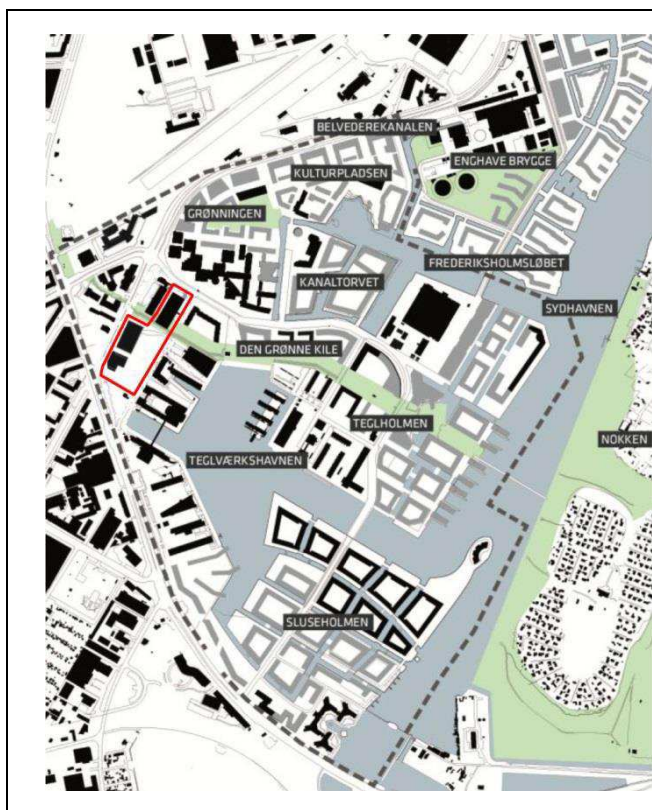 BELVEDEREKANALEN
ENGHAVE BRYGGE
KULTURPLADSEN
GRØNNINGEN
FREDERIKSHOLMSLØBET
KANALTORVET
SYDHAVNEN
DEN GRØNNE KILE
TEGLHOLMEN
NOKKEN
TEGLVÆRKSHAVNEN
SLUSEHOLMEN